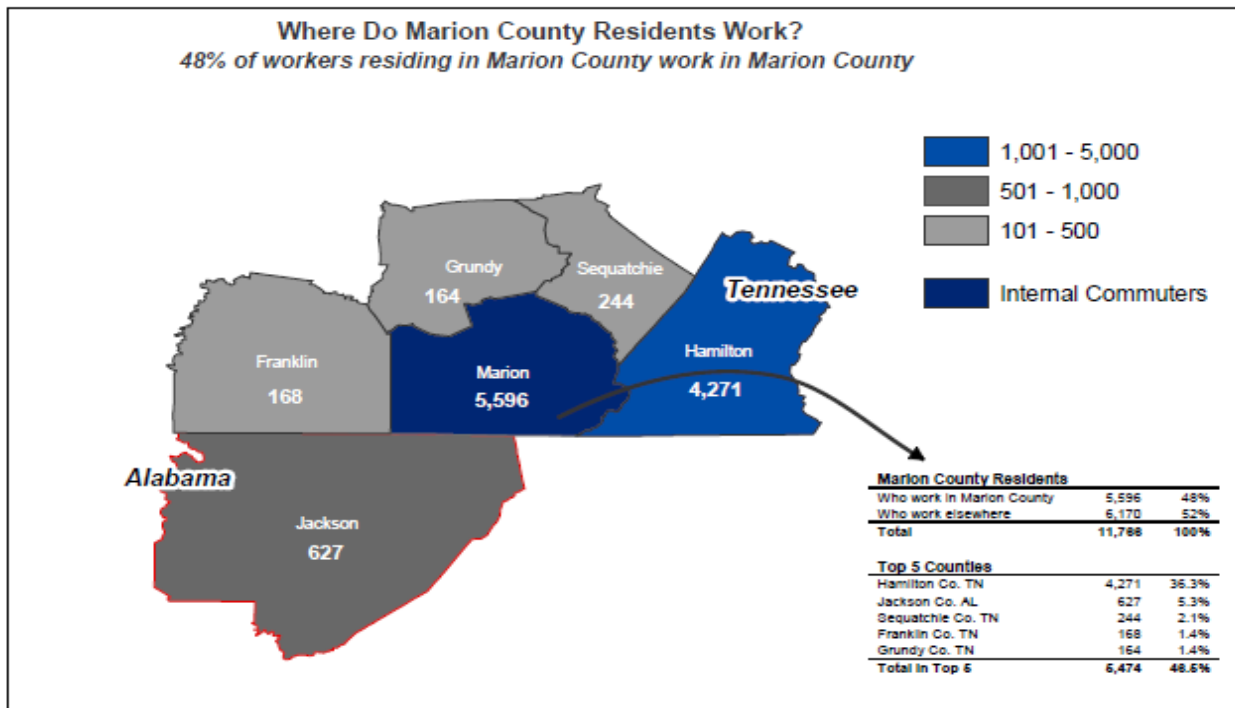 Where Do Marion County Residents Work?
48% of workers residing in Marion County work in Marion County
1,001 - 5,000
501 - 1,000
101 - 500
Internal Commuters
Grundy
164
Sequatchie
244
Tennessee
Franklin
168
Marion
5,596
Hamilton
4,271
Alabama
Jackson
627
Marion County Residents
Who work in Marion County 5,596 48%
Who work elsewhere 6,170 52%
Total 11,766 100%
Top 5 Counties
Hamilton Co. TN 4,271 36.3%
Jackson Co. AL 627 5.3%
Sequatchie Co. TN 244 2.1%
Franklin Co. TN 168 1.4%
Grundy Co. TN 164 1.4%
Total in Top 5 5,474 46.5%